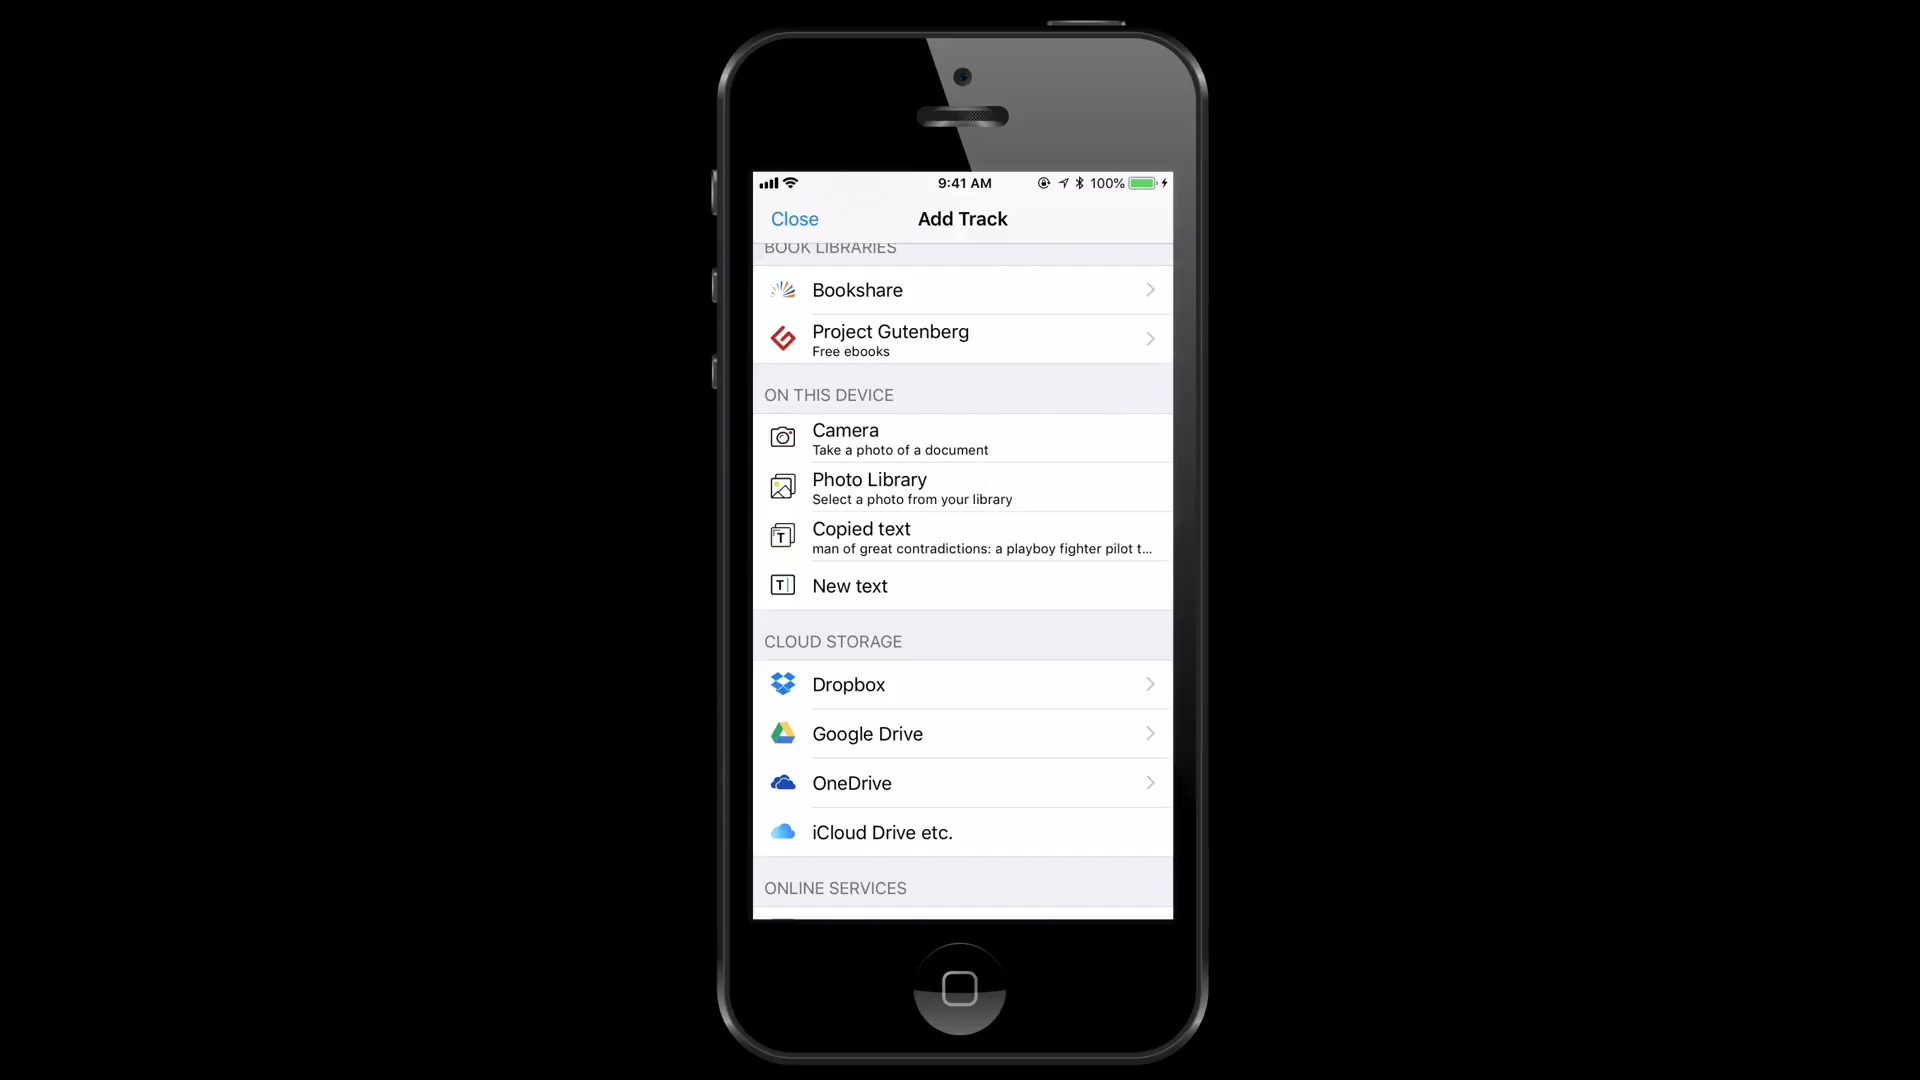 9:41 AM
100%
Close
Add Track
BOOK LIBRARIES
Bookshare
Project Gutenberg
Free ebooks
ON THIS DEVICE
Camera
Take a photo of a document
Photo Library
Select a photo from your library
Copied text
man of great contradictions: a playboy fighter pilot t...
New text
CLOUD STORAGE
Dropbox
Google Drive
OneDrive
iCloud Drive etc.
ONLINE SERVICES